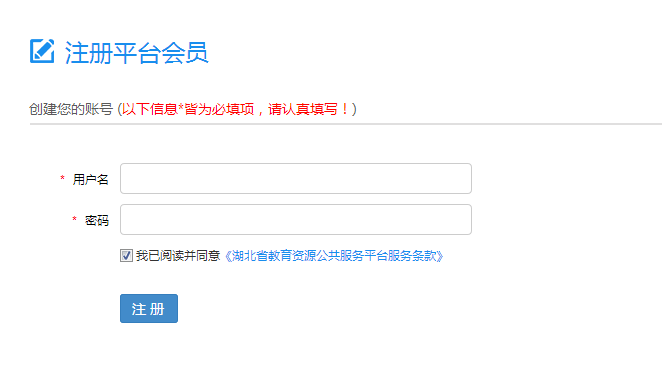 注册平台会员
创建您的账号 (以下信息*皆为必填项，请认真填写！)
* 用户名
* 密码
我已阅读并同意《湖北省教育资源公共服务平台服务条款》
注 册